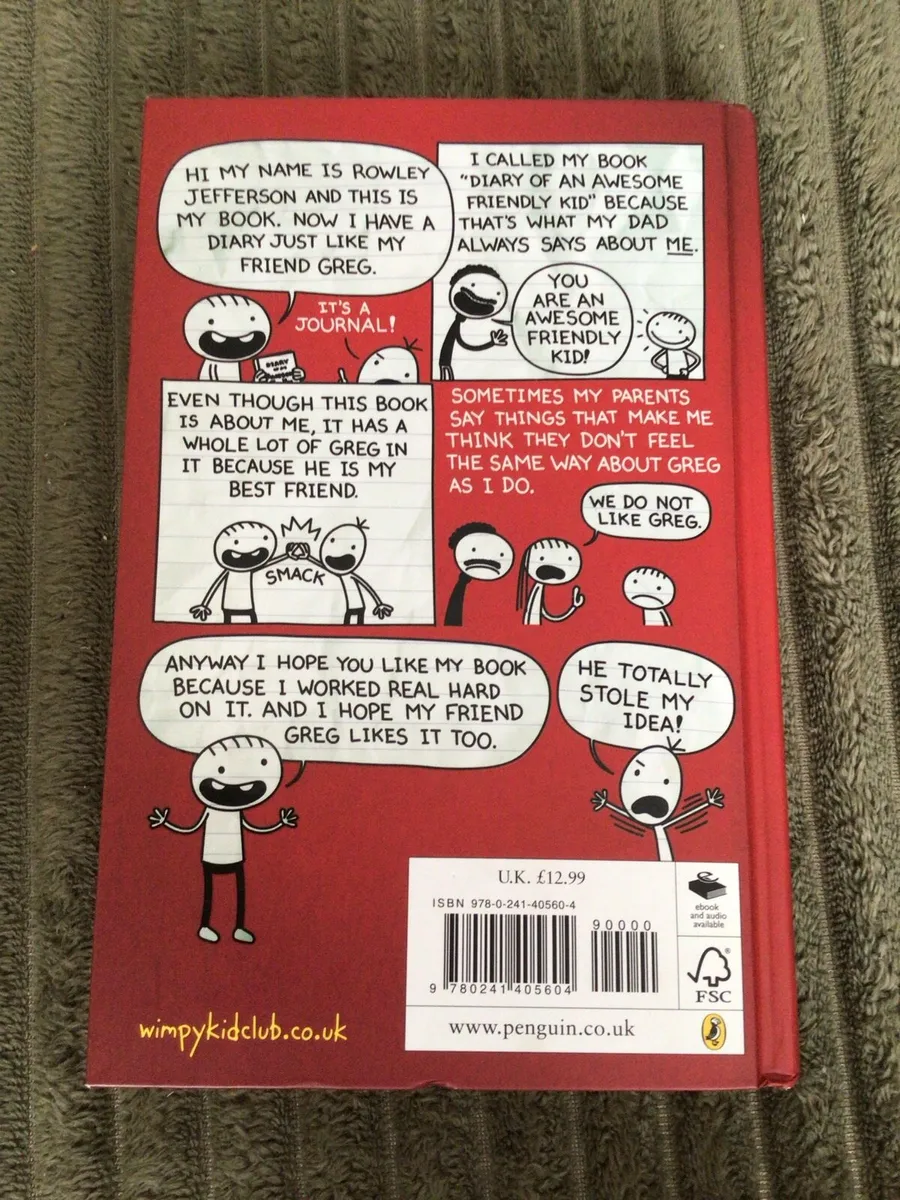 HI MY NAME IS ROWLEY
JEFFERSON AND THIS IS
MY BOOK. NOW I HAVE A
DIARY JUST LIKE MY
FRIEND GREG.
IT'S A
JOURNAL!
I CALLED MY BOOK
"DIARY OF AN AWESOME
FRIENDLY KID" BECAUSE
THAT'S WHAT MY DAD
ALWAYS SAYS ABOUT ME.
YOU
ARE AN
AWESOME
FRIENDLY
KID!
EVEN THOUGH THIS BOOK
IS ABOUT ME, IT HAS A
WHOLE LOT OF GREG IN
IT BECAUSE HE IS MY
BEST FRIEND.
SMACK
SOMETIMES MY PARENTS
SAY THINGS THAT MAKE ME
THINK THEY DON'T FEEL
THE SAME WAY ABOUT GREG
AS I DO.
WE DO NOT
LIKE GREG.
ANYWAY I HOPE YOU LIKE MY BOOK
BECAUSE I WORKED REAL HARD
ON IT. AND I HOPE MY FRIEND
GREG LIKES IT TOO.
HE TOTALLY
STOLE MY
IDEA!
U.K. £12.99
ISBN 978-0-241-40560-4
90000
9 780241 405604
ebook
and audio
available
FSC
www.penguin.co.uk
wimpykidclub.co.uk